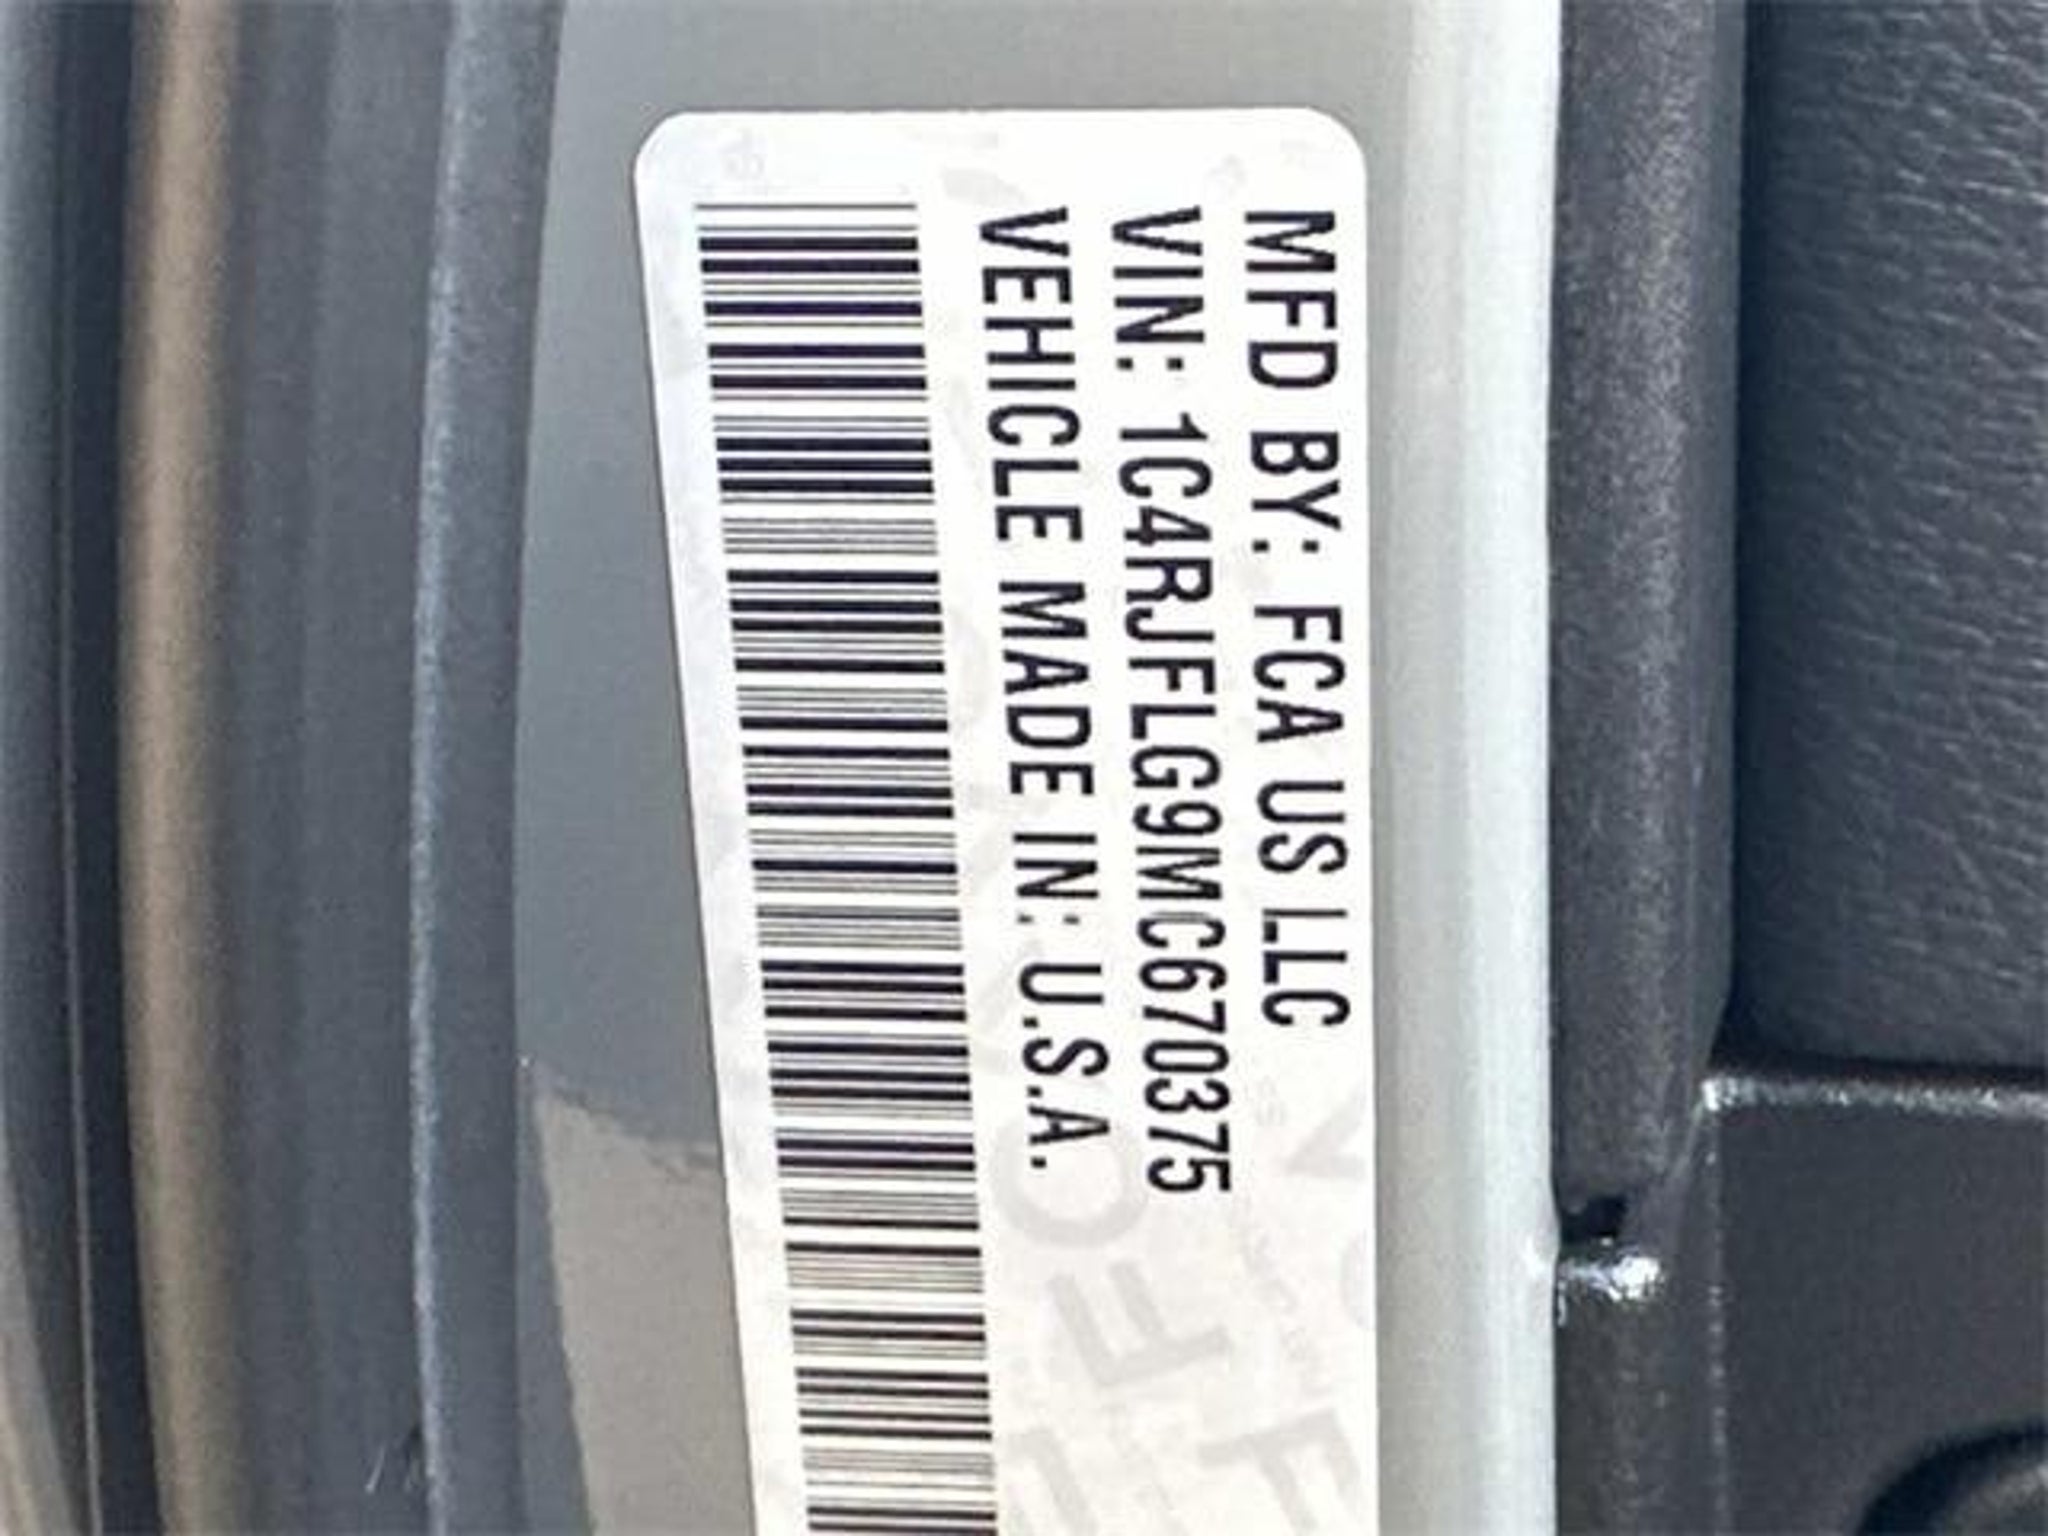 MFD BY: FCA US LLC
VIN: 1C4RJFLG9MC670375
VEHICLE MADE IN: U.S.A.